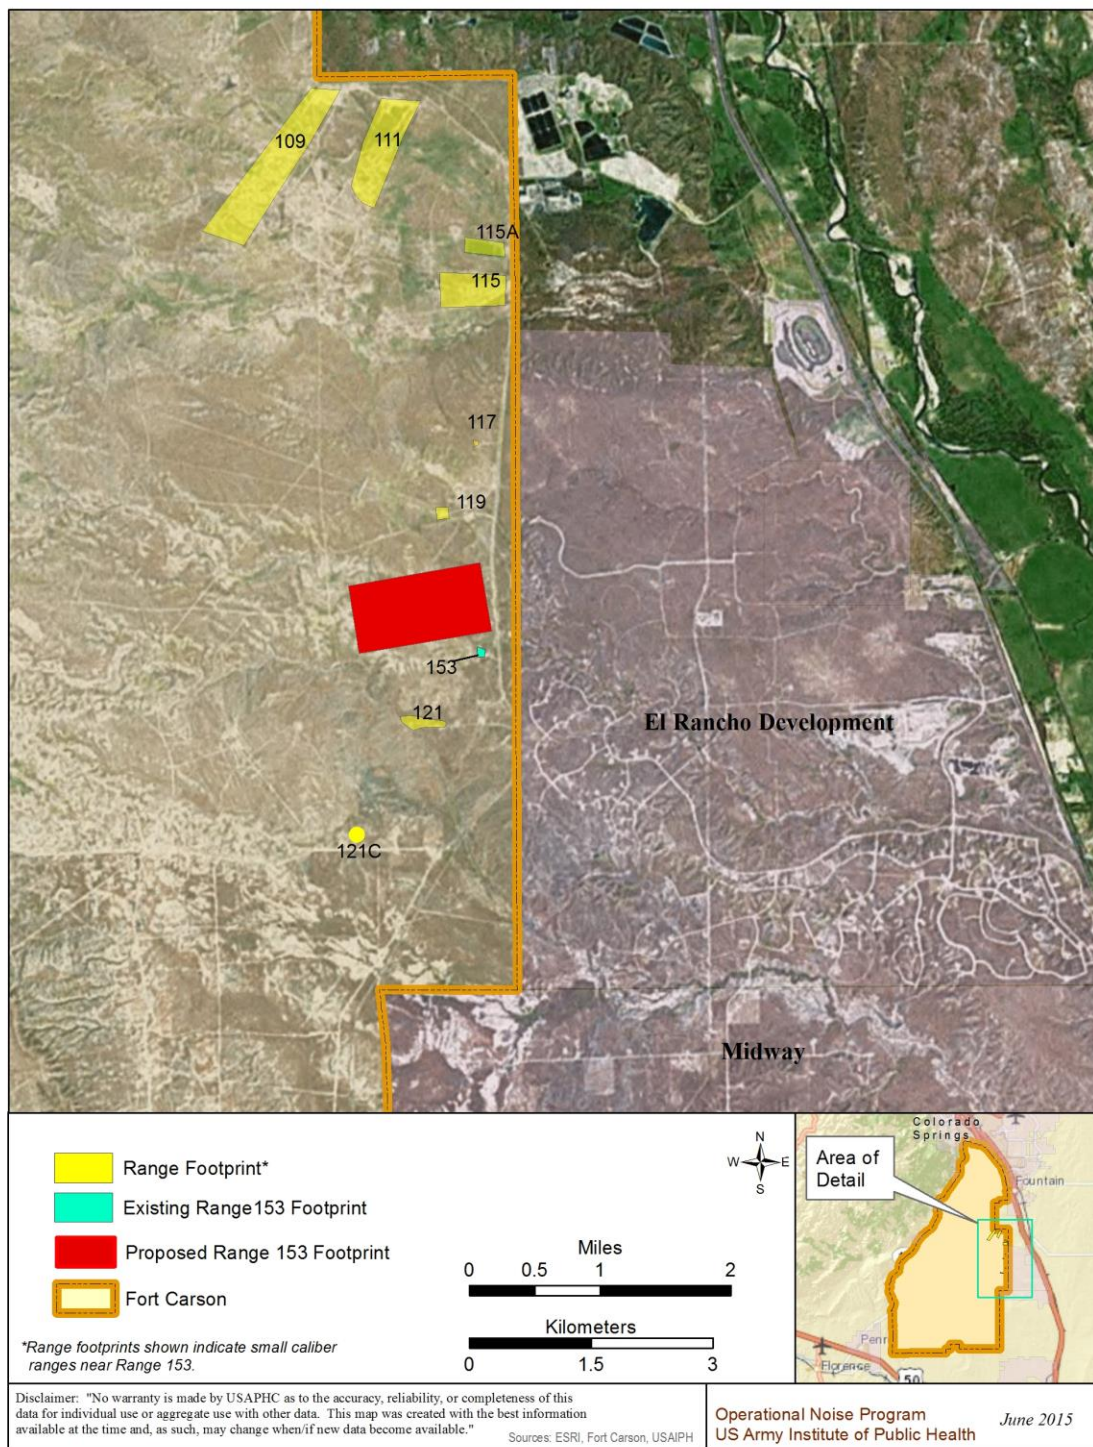 109
111
115A
115
117
119
153
121
El Rancho Development
121C
Midway
Range Footprint*
Existing Range153 Footprint
Proposed Range 153 Footprint
Fort Carson
*Range footprints shown indicate small caliber
ranges near Range 153.
N
W E
S
Miles
0 0.5 1 2
Kilometers
0 1.5 3
Colorado
Springs
Area of
Detail
Fountain
Penr
Florence
50
Disclaimer: "No warranty is made by USAPHC as to the accuracy, reliability, or completeness of this
data for individual use or aggregate use with other data. This map was created with the best information
available at the time and, as such, may change when/if new data become available."
Sources: ESRI, Fort Carson, USAIPH
Operational Noise Program
US Army Institute of Public Health
June 2015